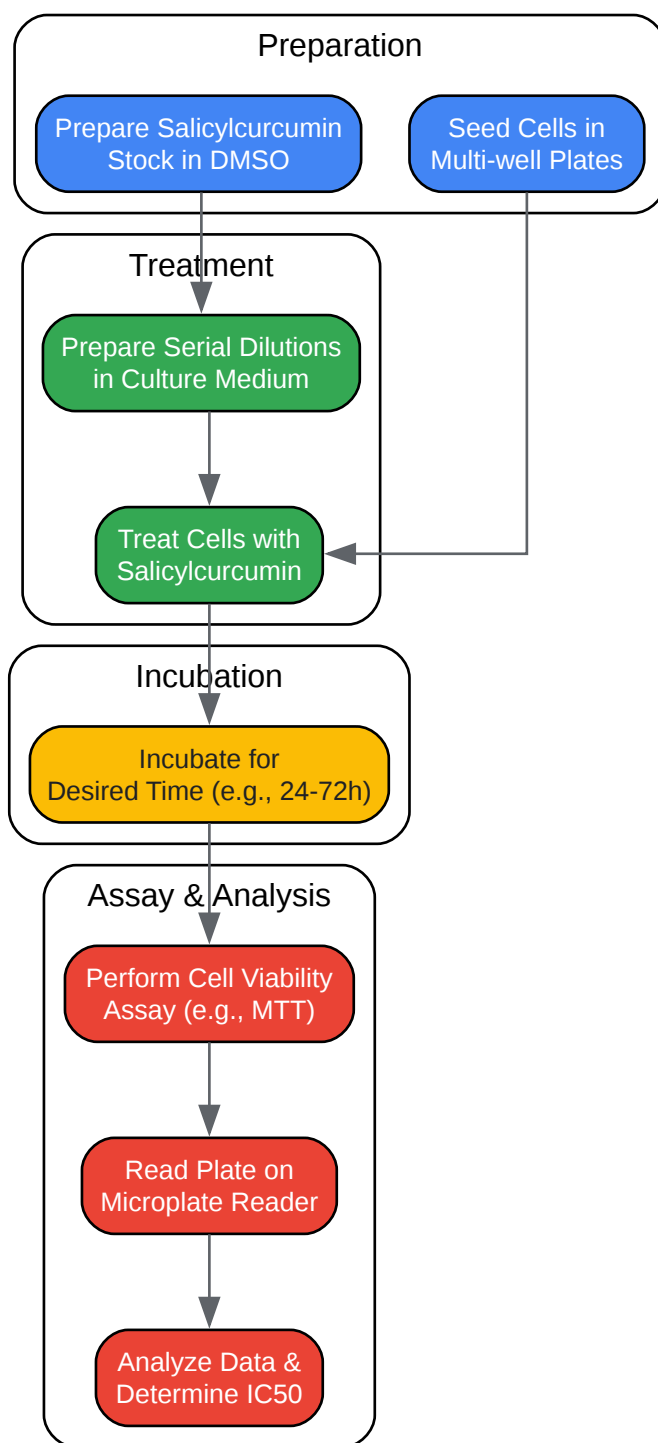 Preparation
Prepare Salicylcurcumin
Stock in DMSO
Seed Cells in
Multi-well Plates
Treatment
Prepare Serial Dilutions
in Culture Medium
Treat Cells with
Salicylcurcumin
Incubation
Incubate for
Desired Time (e.g., 24-72h)
Assay & Analysis
Perform Cell Viability
Assay (e.g., MTT)
Read Plate on
Microplate Reader
Analyze Data &
Determine IC50